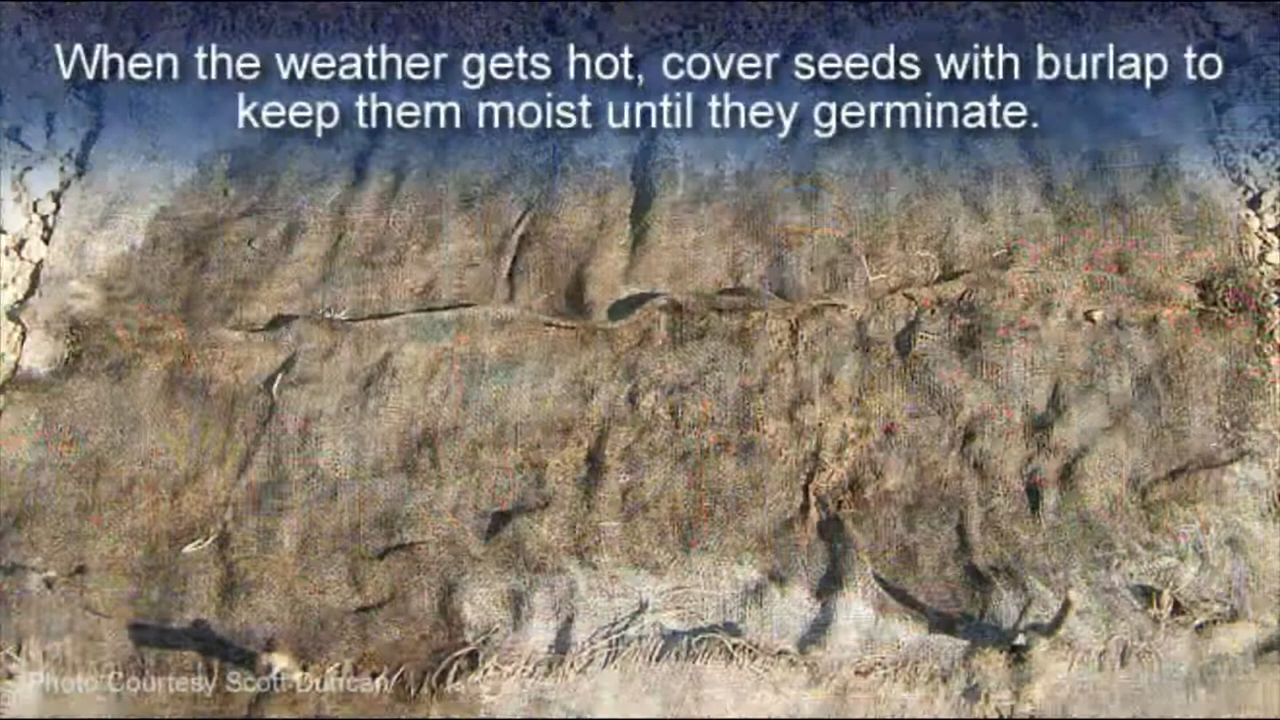 When the weather gets hot, cover seeds with burlap to
keep them moist until they germinate.
Photo Courtesy Scott Duncan